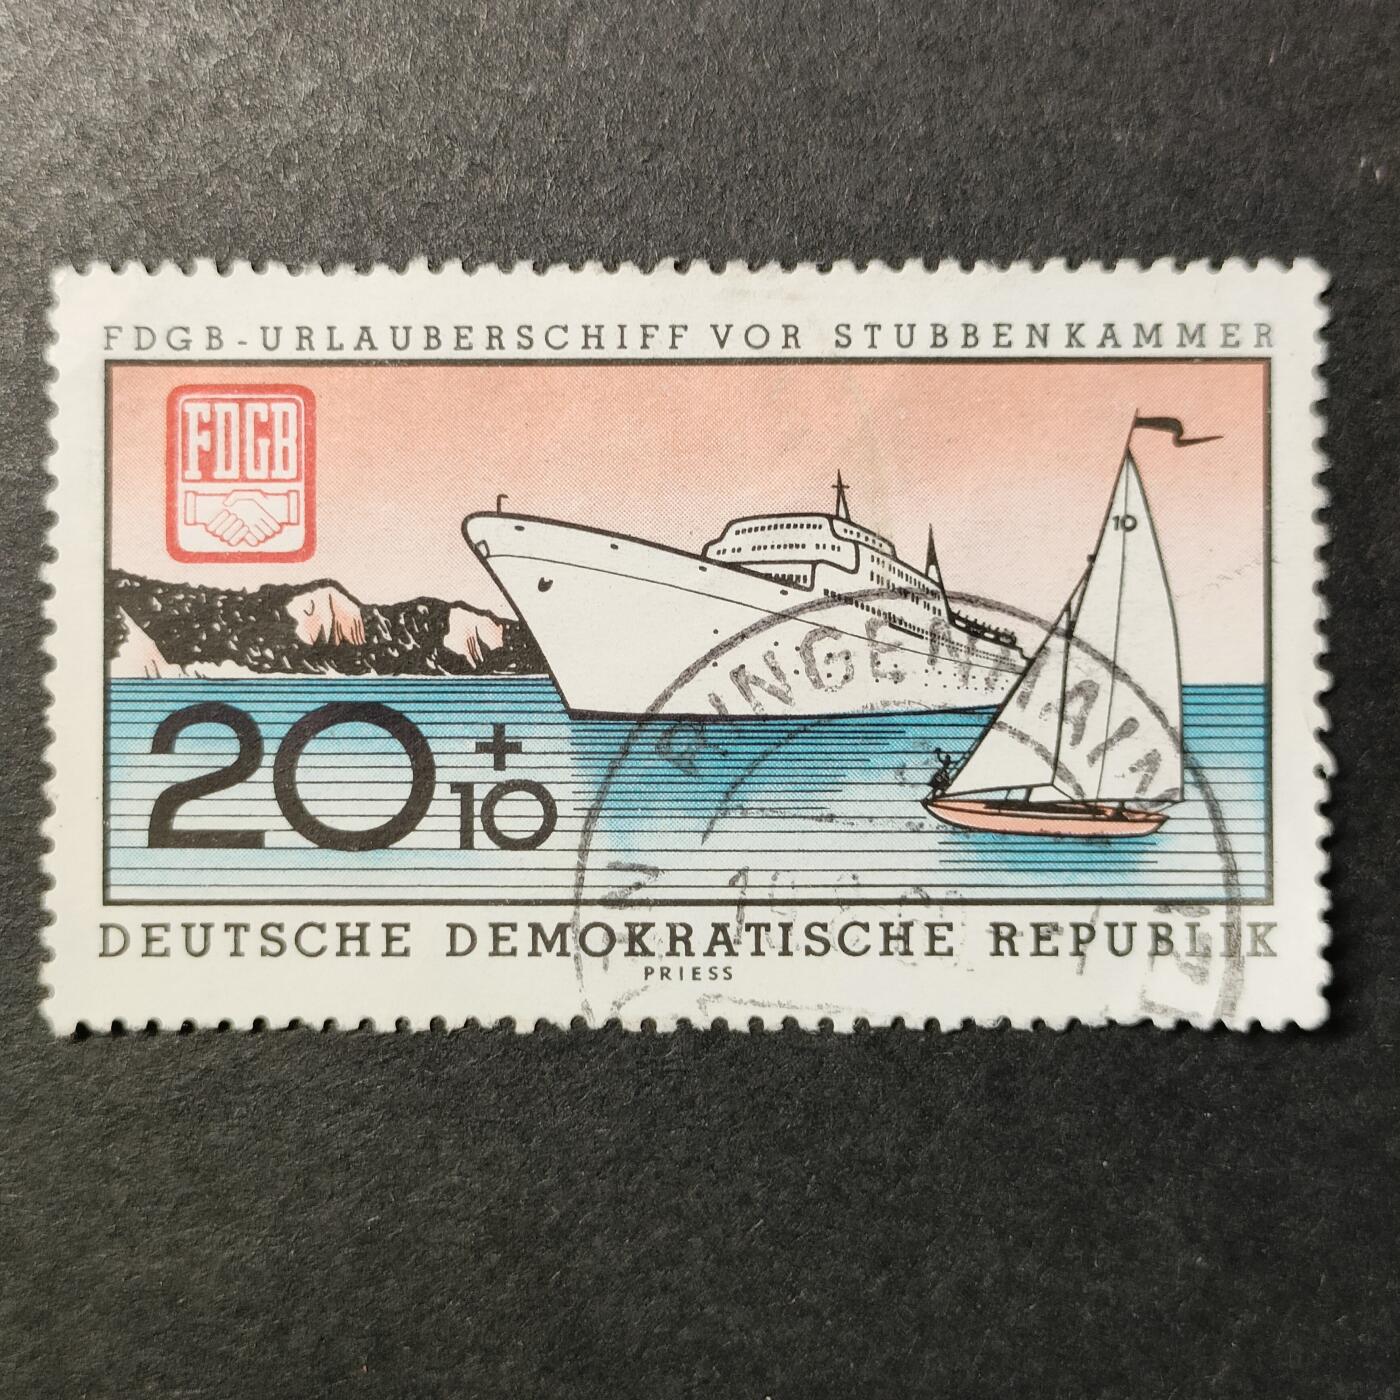 FDGB-URLAUBERSCHIFF VOR STUBBENKAMMER
FDGB
10
20+10
DEUTSCHE DEMOKRATISCHE REPUBLIK
PRIESS